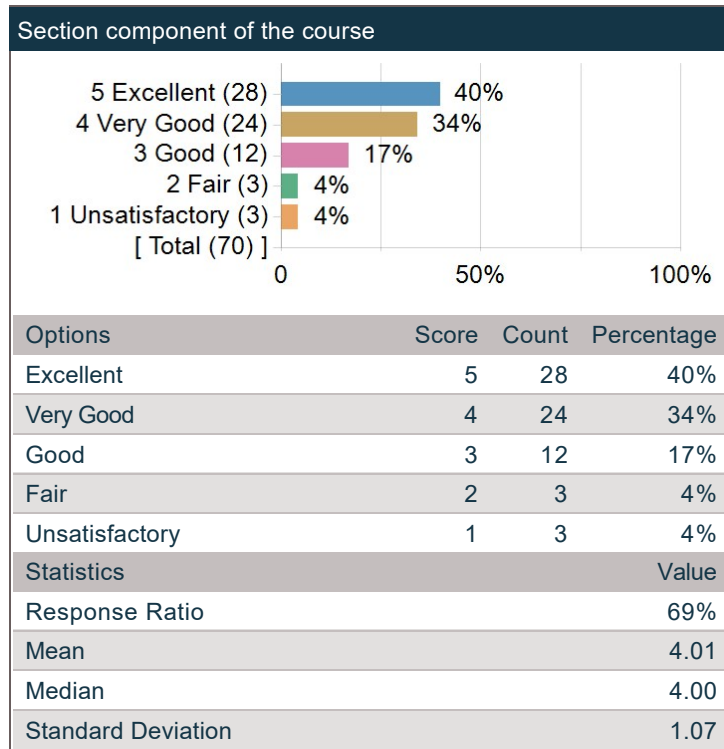 Section component of the course
5 Excellent (28) 40%
4 Very Good (24) 34%
3 Good (12) 17%
2 Fair (3) 4%
1 Unsatisfactory (3) 4%
[ Total (70) ]
0 50% 100%
Options Score Count Percentage
Excellent 5 28 40%
Very Good 4 24 34%
Good 3 12 17%
Fair 2 3 4%
Unsatisfactory 1 3 4%
Statistics Value
Response Ratio 69%
Mean 4.01
Median 4.00
Standard Deviation 1.07